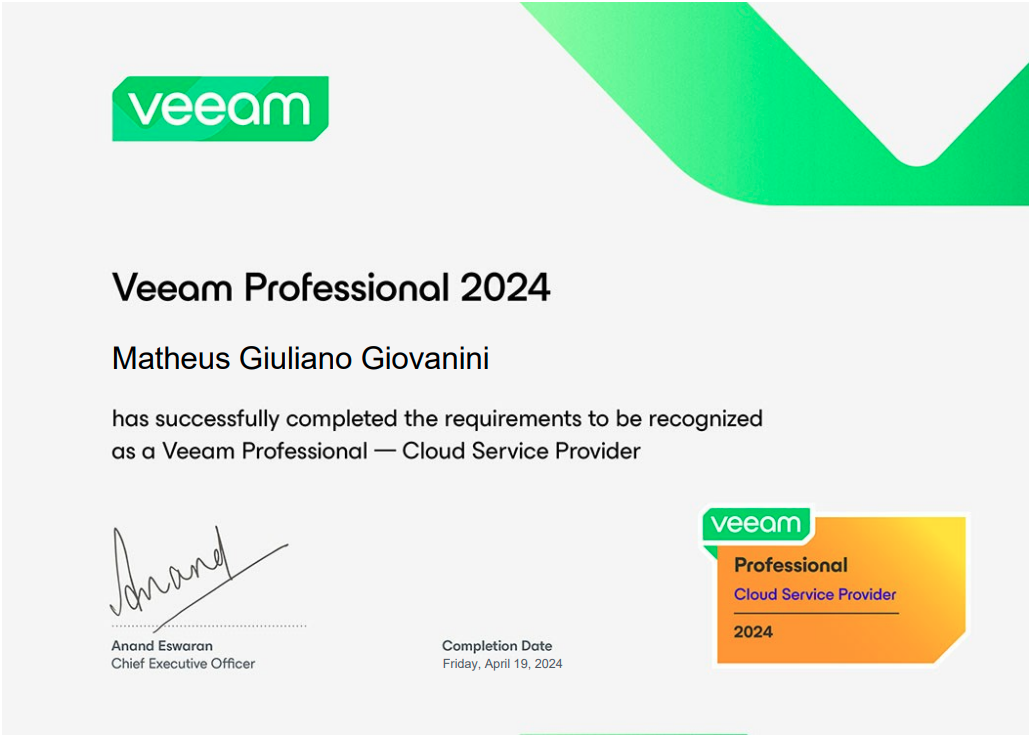 veeam
Veeam Professional 2024
Matheus Giuliano Giovanini
has successfully completed the requirements to be recognized
as a Veeam Professional — Cloud Service Provider
Anand
Anand Eswaran
Chief Executive Officer
Completion Date
Friday, April 19, 2024
veeam
Professional
Cloud Service Provider
2024